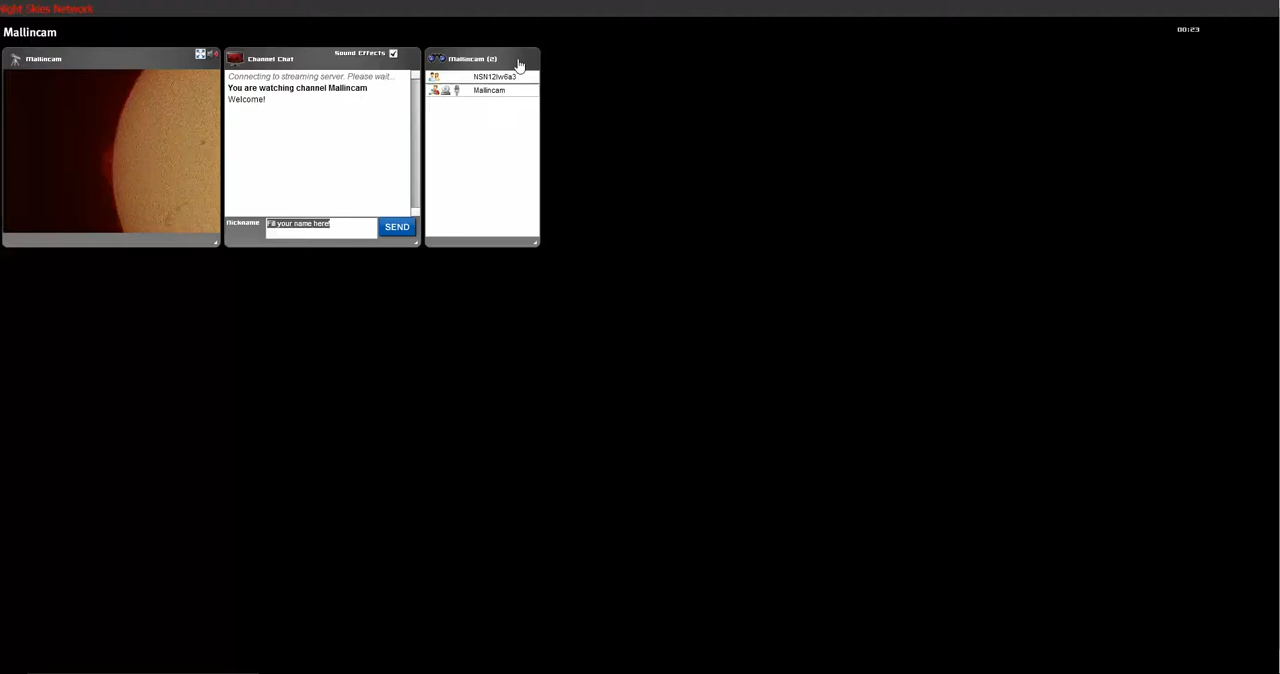 Night Skies Network
Mallincam
00:23
Mallincam
Channel Chat
Sound Effects
Mallincam (2)
Connecting to streaming server. Please wait...
You are watching channel Mallincam
Welcome!
NSN12lw6a3
Mallincam
Nickname
Fill your name here!
SEND